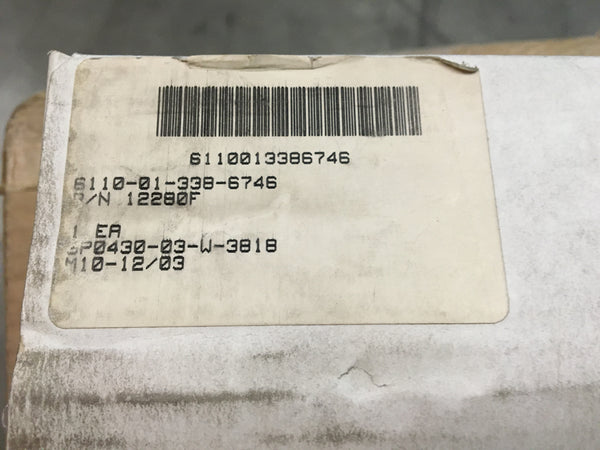 6110013386746
6110-01-338-6746
P/N 12280F
1 EA
SP0430-03-W-3818
M10-12/03